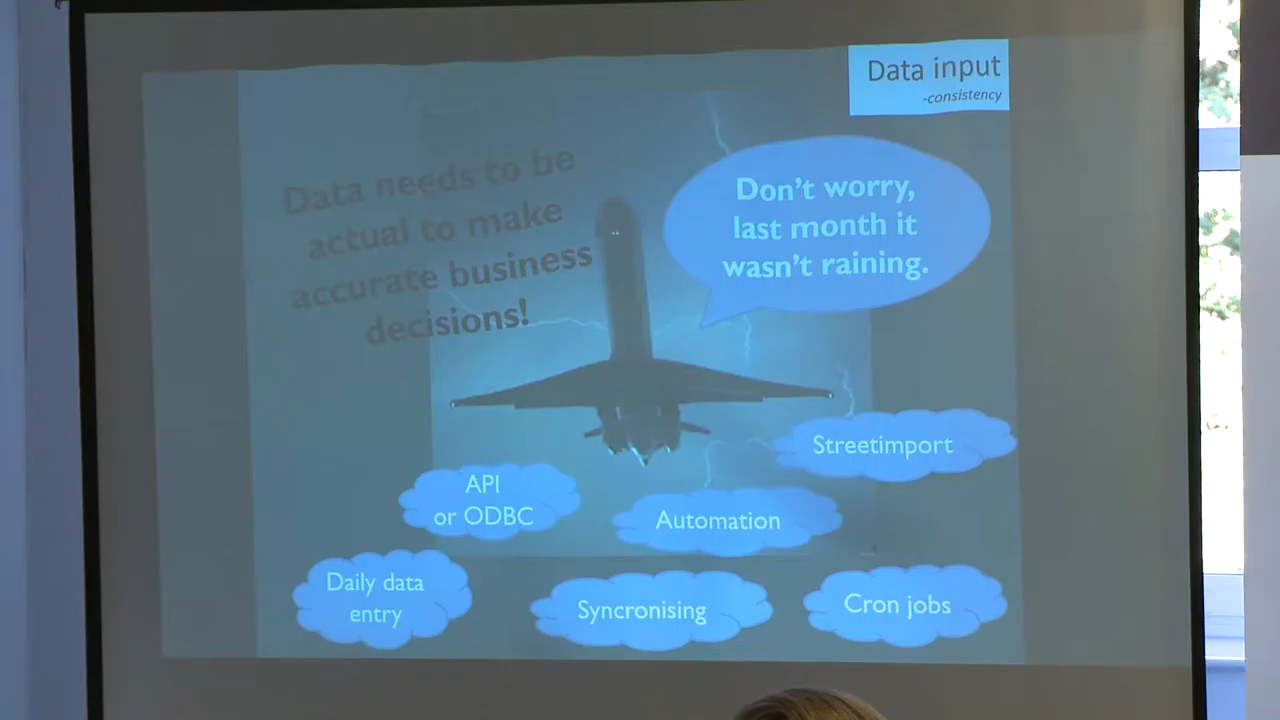 Data input
-consistency
Data needs to be
actual to make
accurate business
decisions!
Don't worry,
last month it
wasn't raining.
Streetimport
API
or ODBC
Automation
Daily data
entry
Syncronising
Cron jobs